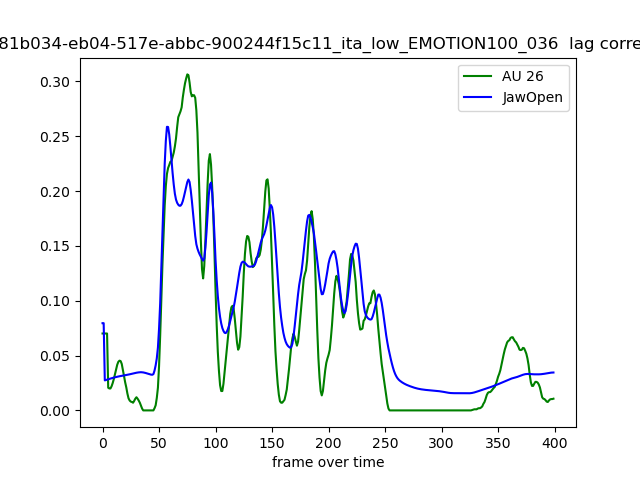 81b034-eb04-517e-abbc-900244f15c11_ita_low_EMOTION100_036 lag corre
AU 26
JawOpen
0.30
0.25
0.20
0.15
0.10
0.05
0.00
0 50 100 150 200 250 300 350 400
frame over time